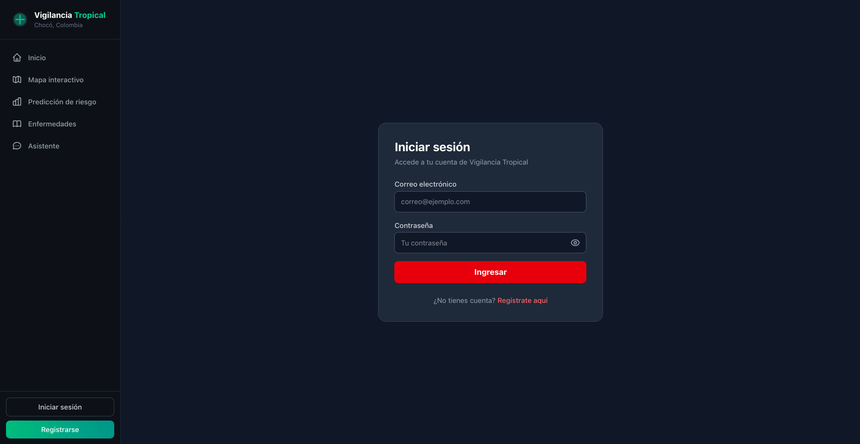 Vigilancia Tropical
Chocó, Colombia
Inicio
Mapa interactivo
Predicción de riesgo
Enfermedades
Asistente
Iniciar sesión
Registrarse
Iniciar sesión
Accede a tu cuenta de Vigilancia Tropical
Correo electrónico
correo@ejemplo.com
Contraseña
Tu contraseña
Ingresar
¿No tienes cuenta? Regístrate aquí